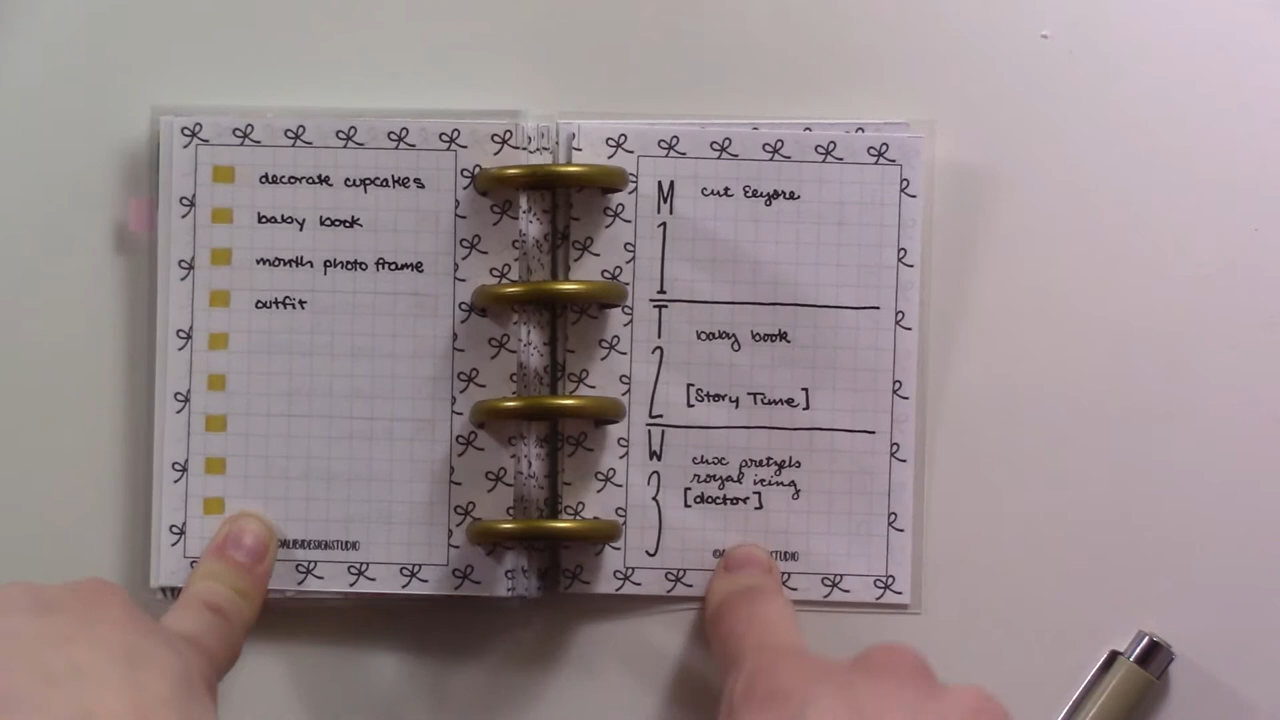 decorate cupcakes
baby book
month photo frame
outfit
ALIBIDESIGNSTUDIO
M cut Eeyore
1
T baby book
2 [Story Time]
W choc pretzels
royal icing
3 [doctor]